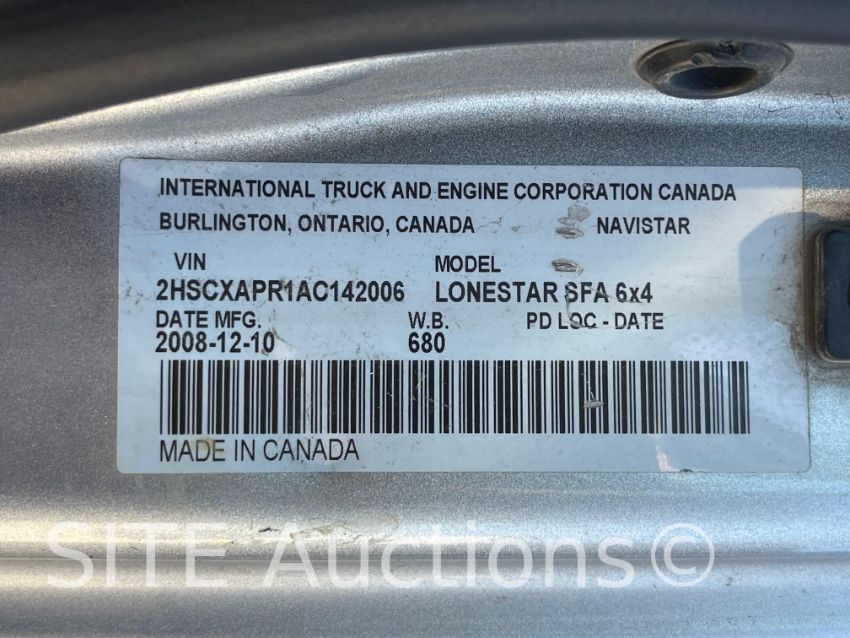 INTERNATIONAL TRUCK AND ENGINE CORPORATION CANADA
BURLINGTON, ONTARIO, CANADA NAVISTAR
VIN MODEL
2HSCXAPR1AC142006 LONESTAR SFA 6x4
DATE MFG. W.B. PD LOC - DATE
2008-12-10 680
MADE IN CANADA
SITE Auctions©